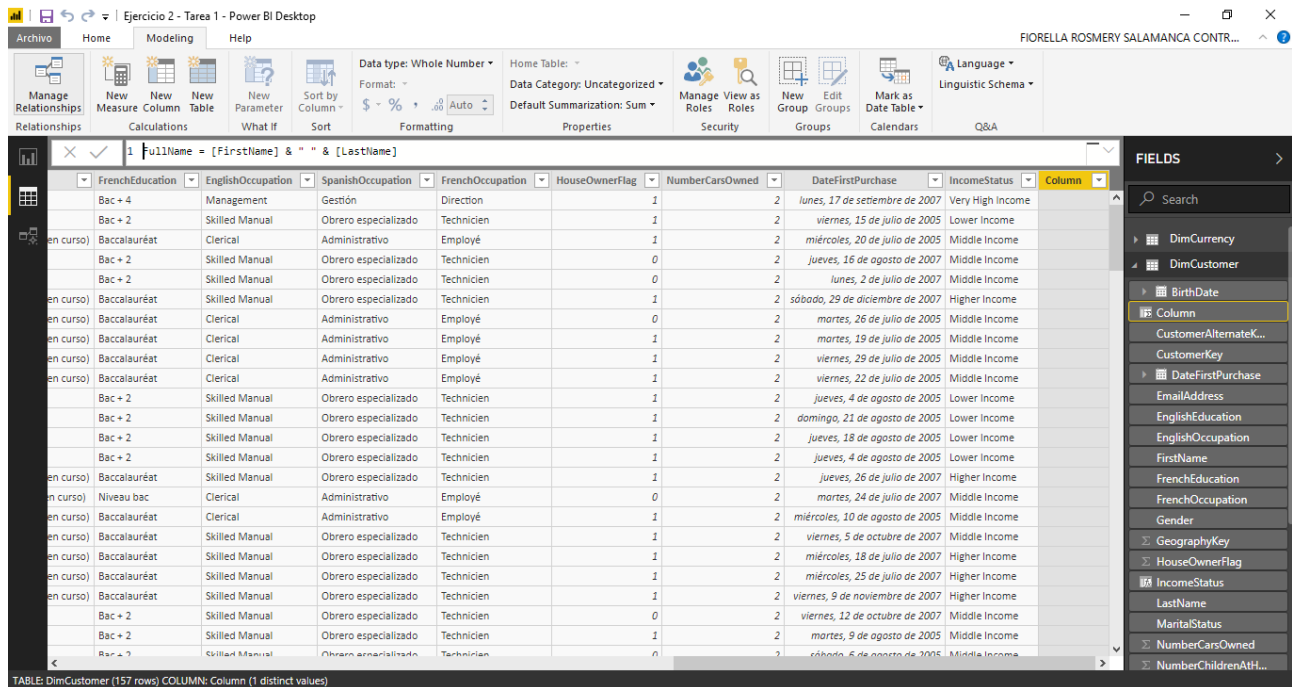 Ejercicio 2 - Tarea 1 - Power BI Desktop
Archivo Home Modeling Help FIORELLA ROSMERY SALAMANCA CONTR...
Manage Relationships
New Measure
New Column
New Table
New Parameter
Sort by Column
Data type: Whole Number
Format:
$ % , .00 Auto
Home Table:
Data Category: Uncategorized
Default Summarization: Sum
Manage Roles
View as Roles
New Group
Edit Groups
Mark as Date Table
Language
Linguistic Schema
Relationships Calculations What If Sort Formatting Properties Security Groups Calendars Q&A
1 FullName = [FirstName] & " " & [LastName]
FrenchEducation EnglishOccupation SpanishOccupation FrenchOccupation HouseOwnerFlag NumberCarsOwned DateFirstPurchase IncomeStatus Column
Bac + 4 Management Gestión Direction 1 2 lunes, 17 de setiembre de 2007 Very High Income
Bac + 2 Skilled Manual Obrero especializado Technicien 1 2 viernes, 15 de julio de 2005 Lower Income
en curso) Baccalauréat Clerical Administrativo Employé 1 2 miércoles, 20 de julio de 2005 Middle Income
Bac + 2 Skilled Manual Obrero especializado Technicien 0 2 jueves, 16 de agosto de 2007 Middle Income
Bac + 2 Skilled Manual Obrero especializado Technicien 0 2 lunes, 2 de julio de 2007 Middle Income
en curso) Baccalauréat Skilled Manual Obrero especializado Technicien 1 2 sábado, 29 de diciembre de 2007 Higher Income
en curso) Baccalauréat Clerical Administrativo Employé 0 2 martes, 26 de julio de 2005 Middle Income
en curso) Baccalauréat Clerical Administrativo Employé 1 2 martes, 19 de julio de 2005 Middle Income
en curso) Baccalauréat Clerical Administrativo Employé 1 2 viernes, 29 de julio de 2005 Middle Income
en curso) Baccalauréat Clerical Administrativo Employé 1 2 viernes, 22 de julio de 2005 Middle Income
Bac + 2 Skilled Manual Obrero especializado Technicien 1 2 jueves, 4 de agosto de 2005 Lower Income
Bac + 2 Skilled Manual Obrero especializado Technicien 1 2 domingo, 21 de agosto de 2005 Lower Income
Bac + 2 Skilled Manual Obrero especializado Technicien 1 2 jueves, 18 de agosto de 2005 Lower Income
Bac + 2 Skilled Manual Obrero especializado Technicien 1 2 jueves, 4 de agosto de 2005 Lower Income
en curso) Baccalauréat Skilled Manual Obrero especializado Technicien 1 2 jueves, 26 de julio de 2007 Higher Income
en curso) Niveau bac Clerical Administrativo Employé 0 2 martes, 24 de julio de 2007 Middle Income
en curso) Baccalauréat Clerical Administrativo Employé 1 2 miércoles, 10 de agosto de 2005 Middle Income
en curso) Baccalauréat Skilled Manual Obrero especializado Technicien 1 2 viernes, 5 de octubre de 2007 Middle Income
en curso) Baccalauréat Skilled Manual Obrero especializado Technicien 1 2 miércoles, 18 de julio de 2007 Higher Income
en curso) Baccalauréat Skilled Manual Obrero especializado Technicien 1 2 miércoles, 25 de julio de 2007 Higher Income
en curso) Baccalauréat Skilled Manual Obrero especializado Technicien 1 2 viernes, 9 de noviembre de 2007 Higher Income
Bac + 2 Skilled Manual Obrero especializado Technicien 0 2 viernes, 12 de octubre de 2007 Middle Income
Bac + 2 Skilled Manual Obrero especializado Technicien 1 2 martes, 9 de agosto de 2005 Middle Income
Bac + 2 Skilled Manual Obrero especializado Technicien 0 2 sábado, 6 de agosto de 2005 Middle Income
FIELDS
Search
DimCurrency
DimCustomer
BirthDate
Column
CustomerAlternateK...
CustomerKey
DateFirstPurchase
EmailAddress
EnglishEducation
EnglishOccupation
FirstName
FrenchEducation
FrenchOccupation
Gender
Σ GeographyKey
Σ HouseOwnerFlag
IncomeStatus
LastName
MaritalStatus
Σ NumberCarsOwned
Σ NumberChildrenAtH...
TABLE: DimCustomer (157 rows) COLUMN: Column (1 distinct values)